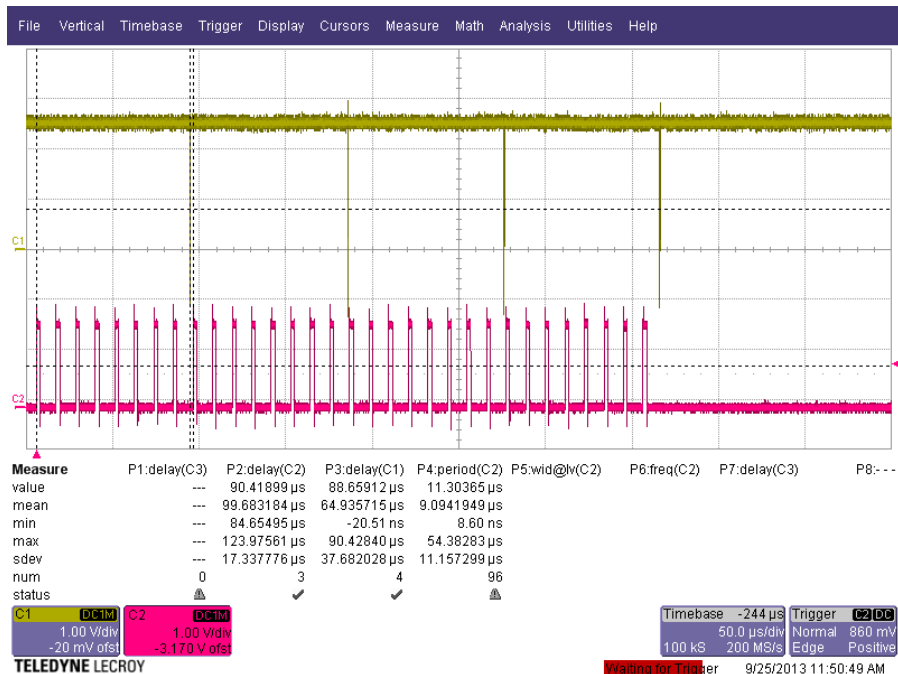 File Vertical Timebase Trigger Display Cursors Measure Math Analysis Utilities Help
C1
C2
Measure P1:delay(C3) P2:delay(C2) P3:delay(C1) P4:period(C2) P5:wid@lv(C2) P6:freq(C2) P7:delay(C3) P8:- - -
value --- 90.41899 µs 88.65912 µs 11.30365 µs
mean --- 99.683184 µs 64.935715 µs 9.0941949 µs
min --- 84.65495 µs -20.51 ns 8.60 ns
max --- 123.97561 µs 90.42840 µs 54.38283 µs
sdev --- 17.337776 µs 37.682028 µs 11.157299 µs
num 0 3 4 96
status
C1 DC1M C2 DC1M Timebase -244 µs Trigger C2 DC
1.00 V/div 1.00 V/div 50.0 µs/div Normal 860 mV
-20 mV ofst -3.170 V ofst 100 kS 200 MS/s Edge Positive
TELEDYNE LECROY Waiting for Trigger 9/25/2013 11:50:49 AM